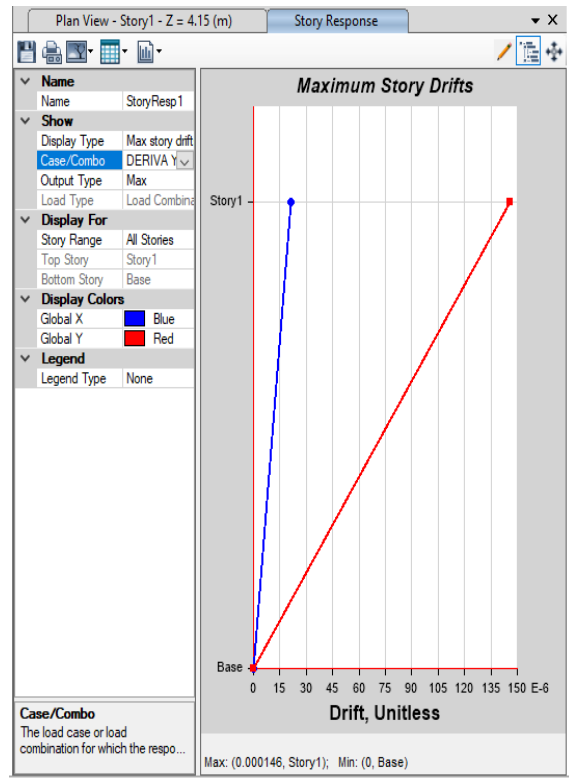 Plan View - Story1 - Z = 4.15 (m)
Story Response
Name
Name StoryResp1
Show
Display Type Max story drift
Case/Combo DERIVA Y
Output Type Max
Load Type Load Combina
Display For
Story Range All Stories
Top Story Story1
Bottom Story Base
Display Colors
Global X Blue
Global Y Red
Legend
Legend Type None
Case/Combo
The load case or load
combination for which the respo...
Maximum Story Drifts
Story1
Base
0 15 30 45 60 75 90 105 120 135 150 E-6
Drift, Unitless
Max: (0.000146, Story1); Min: (0, Base)